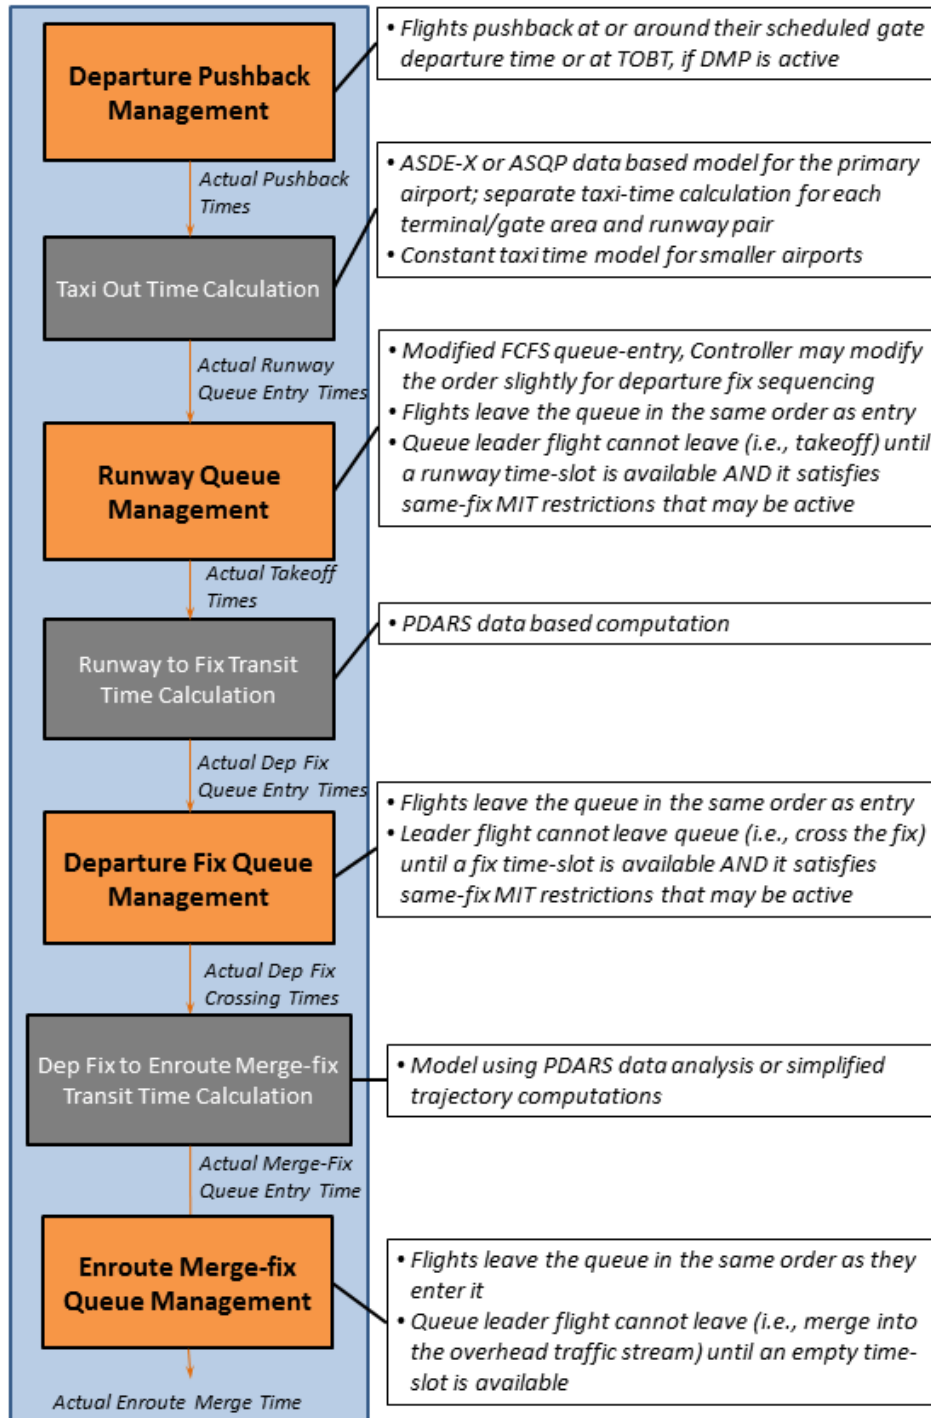 Departure Pushback
Management
• Flights pushback at or around their scheduled gate
departure time or at TOBT, if DMP is active
Actual Pushback
Times
• ASDE-X or ASQP data based model for the primary
airport; separate taxi-time calculation for each
terminal/gate area and runway pair
• Constant taxi time model for smaller airports
Taxi Out Time Calculation
Actual Runway
Queue Entry Times
• Modified FCFS queue-entry, Controller may modify
the order slightly for departure fix sequencing
• Flights leave the queue in the same order as entry
• Queue leader flight cannot leave (i.e., takeoff) until
a runway time-slot is available AND it satisfies
same-fix MIT restrictions that may be active
Runway Queue
Management
Actual Takeoff
Times
• PDARS data based computation
Runway to Fix Transit
Time Calculation
Actual Dep Fix
Queue Entry Times
• Flights leave the queue in the same order as entry
• Leader flight cannot leave queue (i.e., cross the fix)
until a fix time-slot is available AND it satisfies
same-fix MIT restrictions that may be active
Departure Fix Queue
Management
Actual Dep Fix
Crossing Times
Dep Fix to Enroute Merge-fix
Transit Time Calculation
• Model using PDARS data analysis or simplified
trajectory computations
Actual Merge-Fix
Queue Entry Time
Enroute Merge-fix
Queue Management
• Flights leave the queue in the same order as they
enter it
• Queue leader flight cannot leave (i.e., merge into
the overhead traffic stream) until an empty time-
slot is available
Actual Enroute Merge Time